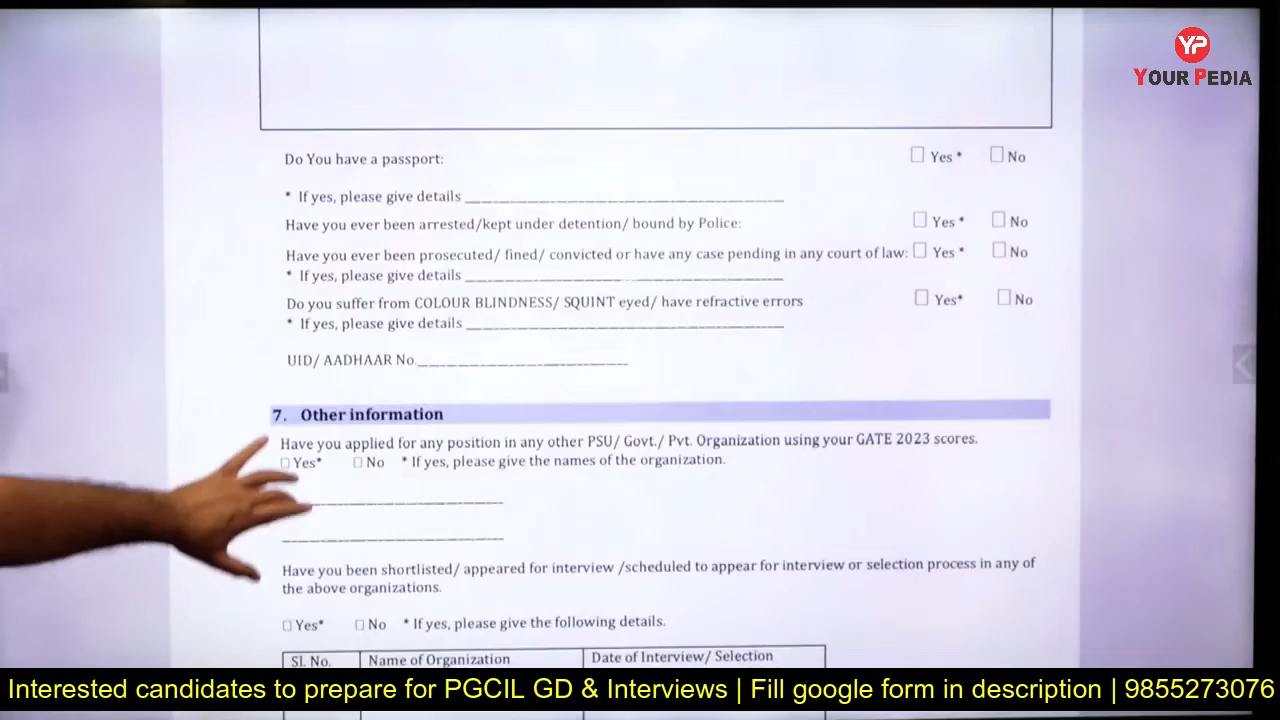 YP
YOUR PEDIA
Do You have a passport: ☐ Yes * ☐ No
* If yes, please give details ____________________
Have you ever been arrested/kept under detention/ bound by Police: ☐ Yes * ☐ No
Have you ever been prosecuted/ fined/ convicted or have any case pending in any court of law: ☐ Yes * ☐ No
* If yes, please give details ____________________
Do you suffer from COLOUR BLINDNESS/ SQUINT eyed/ have refractive errors ☐ Yes* ☐ No
* If yes, please give details ____________________
UID/ AADHAAR No.____________________
7. Other information
Have you applied for any position in any other PSU/ Govt./ Pvt. Organization using your GATE 2023 scores.
☐ Yes* ☐ No * If yes, please give the names of the organization.
Have you been shortlisted/ appeared for interview /scheduled to appear for interview or selection process in any of
the above organizations.
☐ Yes* ☐ No * If yes, please give the following details.
Sl. No. Name of Organization Date of Interview/ Selection
Interested candidates to prepare for PGCIL GD & Interviews | Fill google form in description | 9855273076